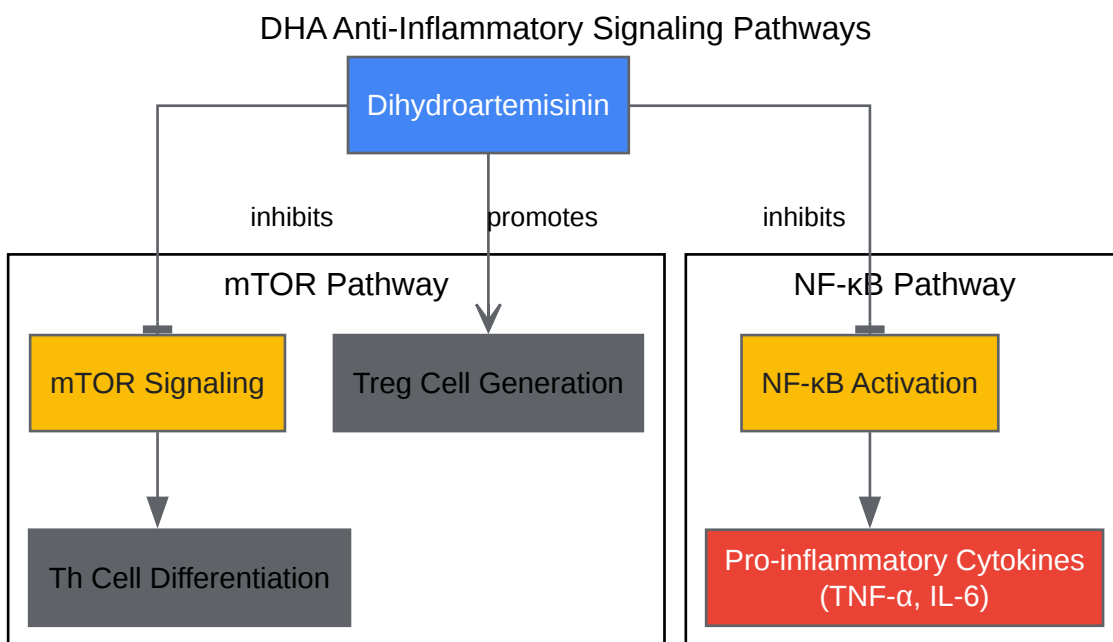 DHA Anti-Inflammatory Signaling Pathways
Dihydroartemisinin
inhibits
promotes
inhibits
mTOR Pathway
NF-κB Pathway
mTOR Signaling
Treg Cell Generation
NF-κB Activation
Th Cell Differentiation
Pro-inflammatory Cytokines
(TNF-α, IL-6)